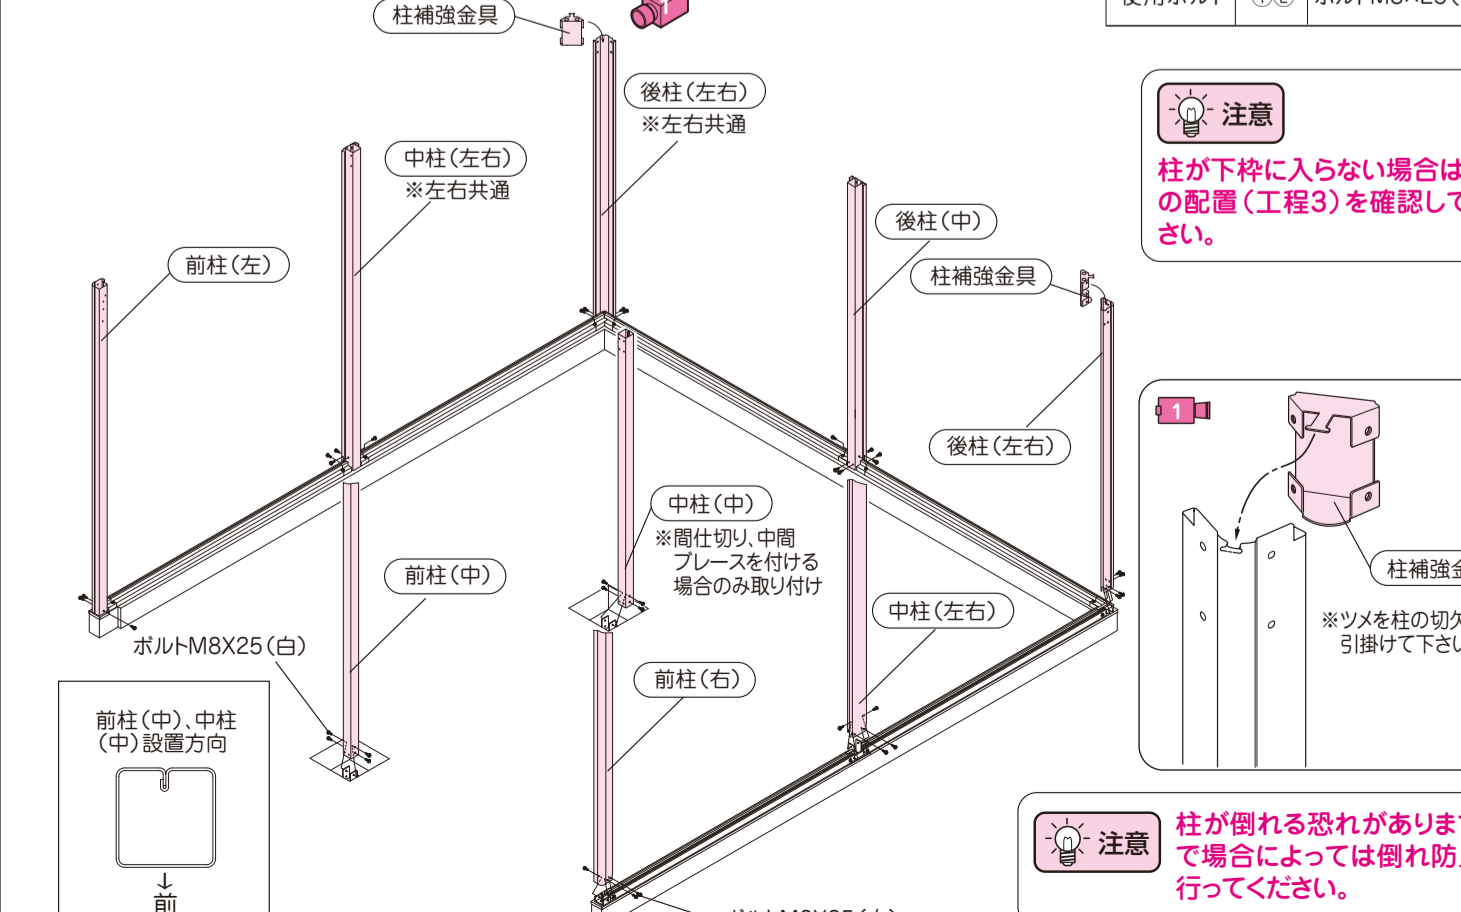 柱補強金具
1
後柱（左右）
※左右共通
中柱（左右）
※左右共通
前柱（左）
後柱（中）
柱補強金具
後柱（左右）
中柱（中）
※間仕切り、中間
ブレースを付ける
場合のみ取り付け
前柱（中）
中柱（左右）
ボルトM8X25（白）
前柱（右）
前柱（中）、中柱
（中）設置方向
↓
前
注意
柱が下枠に入らない場合は
の配置（工程3）を確認して
さい。
1
柱補強金
※ツメを柱の切欠
引掛けて下さい
注意
柱が倒れる恐れがあります
で場合によっては倒れ防
行ってください。